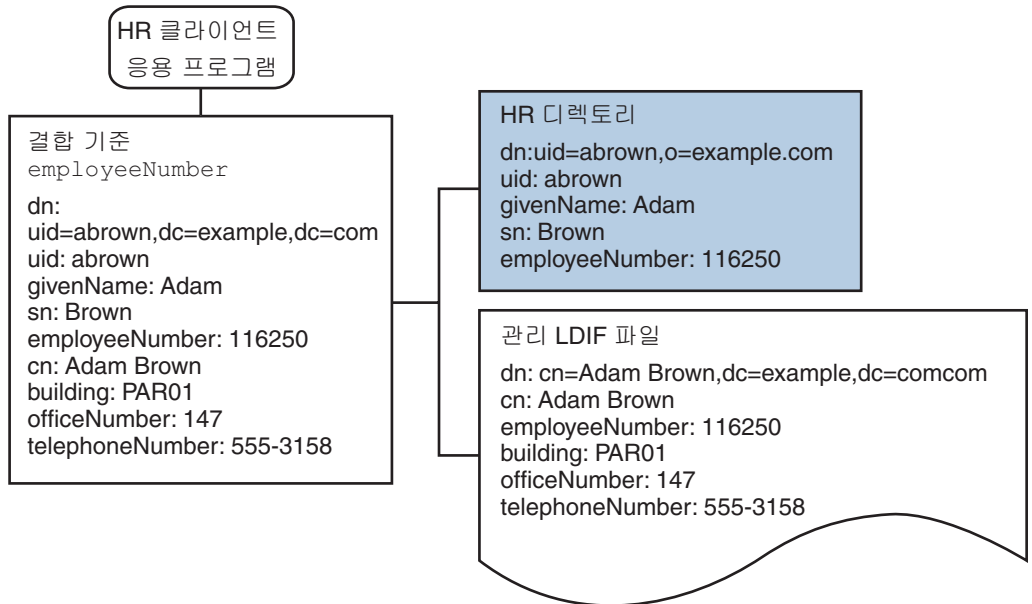 HR 클라이언트
응용 프로그램
결합 기준
employeeNumber
dn:
uid=abrown,dc=example,dc=com
uid: abrown
givenName: Adam
sn: Brown
employeeNumber: 116250
cn: Adam Brown
building: PAR01
officeNumber: 147
telephoneNumber: 555-3158
HR 디렉토리
dn:uid=abrown,o=example.com
uid: abrown
givenName: Adam
sn: Brown
employeeNumber: 116250
관리 LDIF 파일
dn: cn=Adam Brown,dc=example,dc=comcom
cn: Adam Brown
employeeNumber: 116250
building: PAR01
officeNumber: 147
telephoneNumber: 555-3158